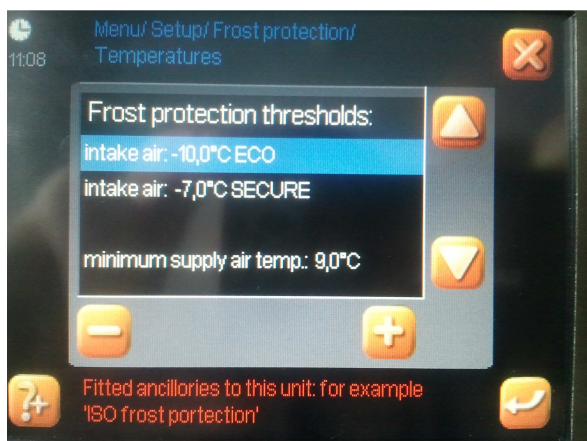 Menu/ Setup/ Frost protection/
11:08
Temperatures
Frost protection thresholds:
intake air: -10,0°C ECO
intake air: -7,0°C SECURE
minimum supply air temp.: 9,0°C
Fitted ancillories to this unit: for example
'ISO frost portection'